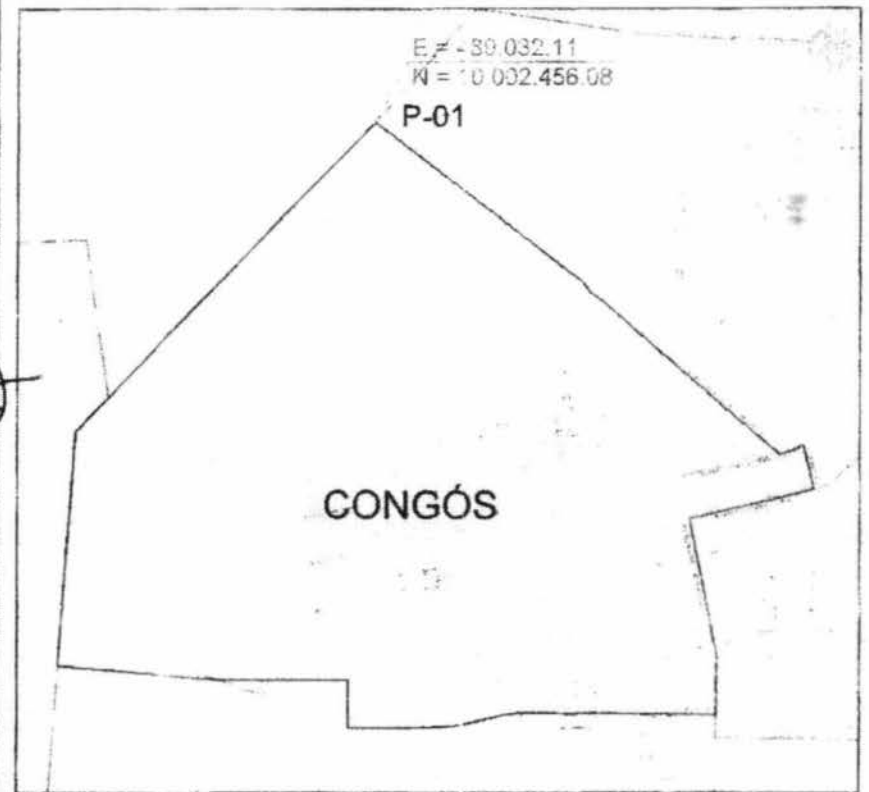 E = -80.032.11
N = 10.002.456.08
P-01
CONGÓS